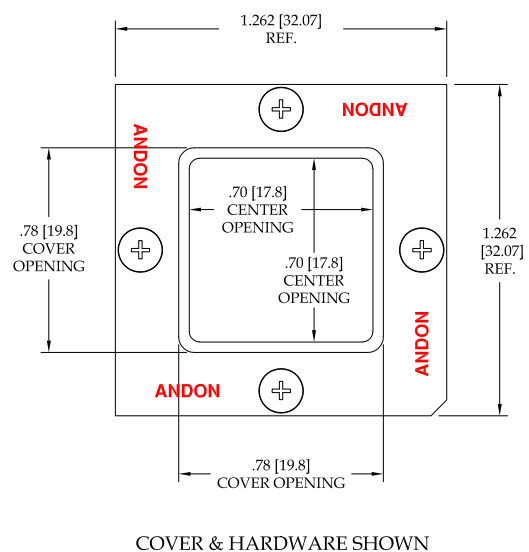 1.262 [32.07]
REF.
ANDON
ANDON
.70 [17.8]
CENTER
OPENING
.78 [19.8]
COVER
OPENING
1.262
[32.07]
REF.
.70 [17.8]
CENTER
OPENING
ANDON
ANDON
.78 [19.8]
COVER OPENING
COVER & HARDWARE SHOWN